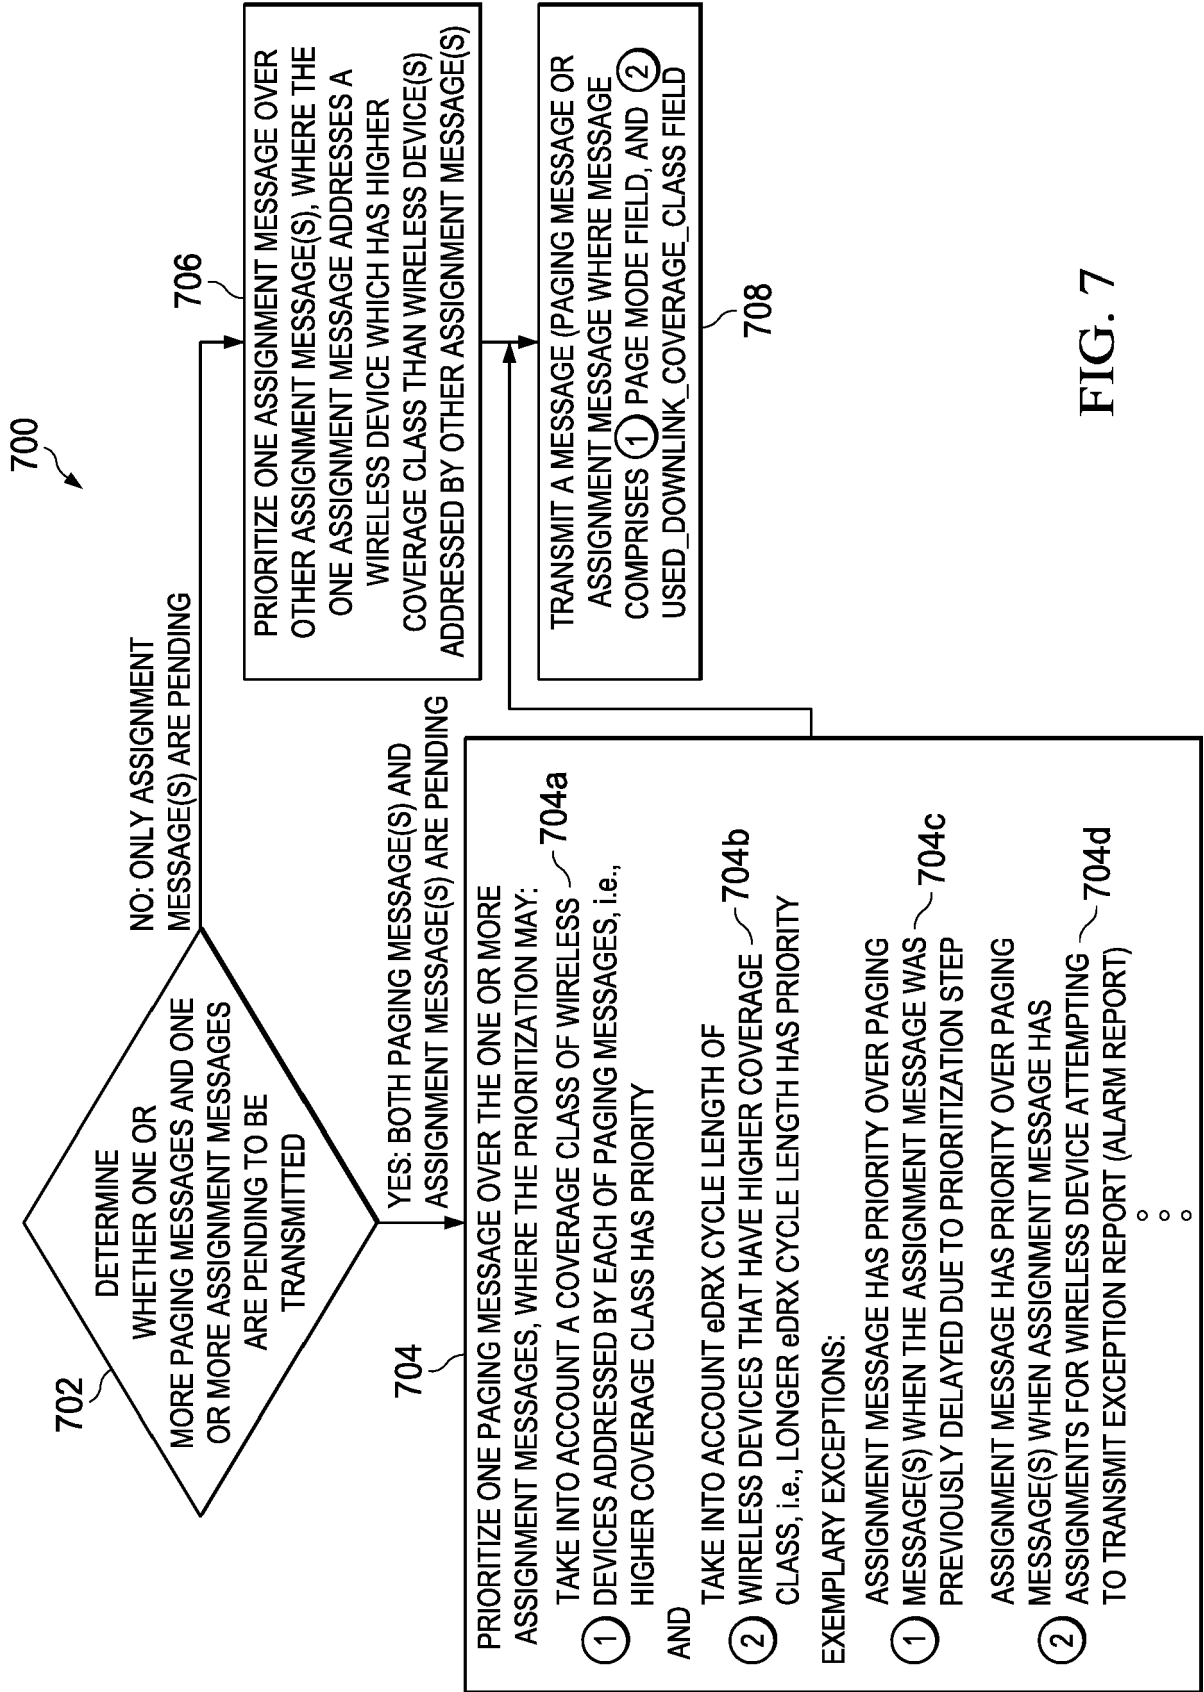 700
702
DETERMINE
WHETHER ONE OR
MORE PAGING MESSAGES AND ONE
OR MORE ASSIGNMENT MESSAGES
ARE PENDING TO BE
TRANSMITTED
NO: ONLY ASSIGNMENT
MESSAGE(S) ARE PENDING
YES: BOTH PAGING MESSAGE(S) AND
ASSIGNMENT MESSAGE(S) ARE PENDING
704
PRIORITIZE ONE PAGING MESSAGE OVER THE ONE OR MORE
ASSIGNMENT MESSAGES, WHERE THE PRIORITIZATION MAY:
TAKE INTO ACCOUNT A COVERAGE CLASS OF WIRELESS 704a
1 DEVICES ADDRESSED BY EACH OF PAGING MESSAGES, i.e.,
HIGHER COVERAGE CLASS HAS PRIORITY
AND
TAKE INTO ACCOUNT eDRX CYCLE LENGTH OF
2 WIRELESS DEVICES THAT HAVE HIGHER COVERAGE 704b
CLASS, i.e., LONGER eDRX CYCLE LENGTH HAS PRIORITY
EXEMPLARY EXCEPTIONS:
ASSIGNMENT MESSAGE HAS PRIORITY OVER PAGING
1 MESSAGE(S) WHEN THE ASSIGNMENT MESSAGE WAS 704c
PREVIOUSLY DELAYED DUE TO PRIORITIZATION STEP
ASSIGNMENT MESSAGE HAS PRIORITY OVER PAGING
MESSAGE(S) WHEN ASSIGNMENT MESSAGE HAS
2 ASSIGNMENTS FOR WIRELESS DEVICE ATTEMPTING 704d
TO TRANSMIT EXCEPTION REPORT (ALARM REPORT)
706
PRIORITIZE ONE ASSIGNMENT MESSAGE OVER
OTHER ASSIGNMENT MESSAGE(S), WHERE THE
ONE ASSIGNMENT MESSAGE ADDRESSES A
WIRELESS DEVICE WHICH HAS HIGHER
COVERAGE CLASS THAN WIRELESS DEVICE(S)
ADDRESSED BY OTHER ASSIGNMENT MESSAGE(S)
TRANSMIT A MESSAGE (PAGING MESSAGE OR
ASSIGNMENT MESSAGE WHERE MESSAGE
COMPRISES 1 PAGE MODE FIELD, AND 2
USED_DOWNLINK_COVERAGE_CLASS FIELD
708
FIG. 7